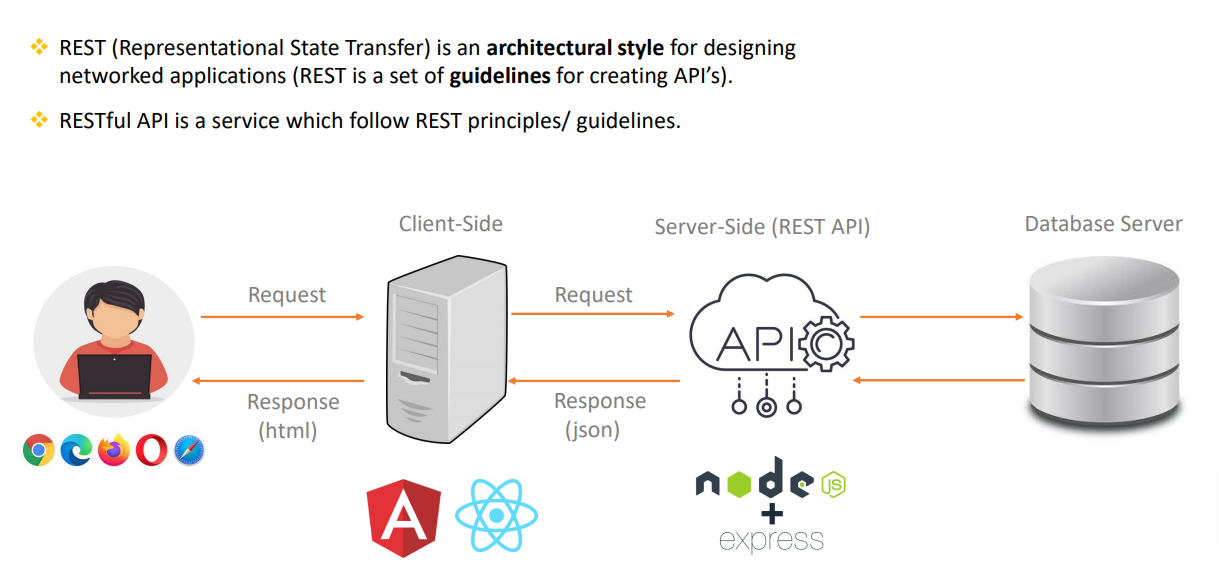 REST (Representational State Transfer) is an architectural style for designing
networked applications (REST is a set of guidelines for creating API's).
RESTful API is a service which follow REST principles/ guidelines.
Client-Side
Server-Side (REST API)
Database Server
Request
Request
API
Response
(html)
Response
(json)
A
node
JS
+
express